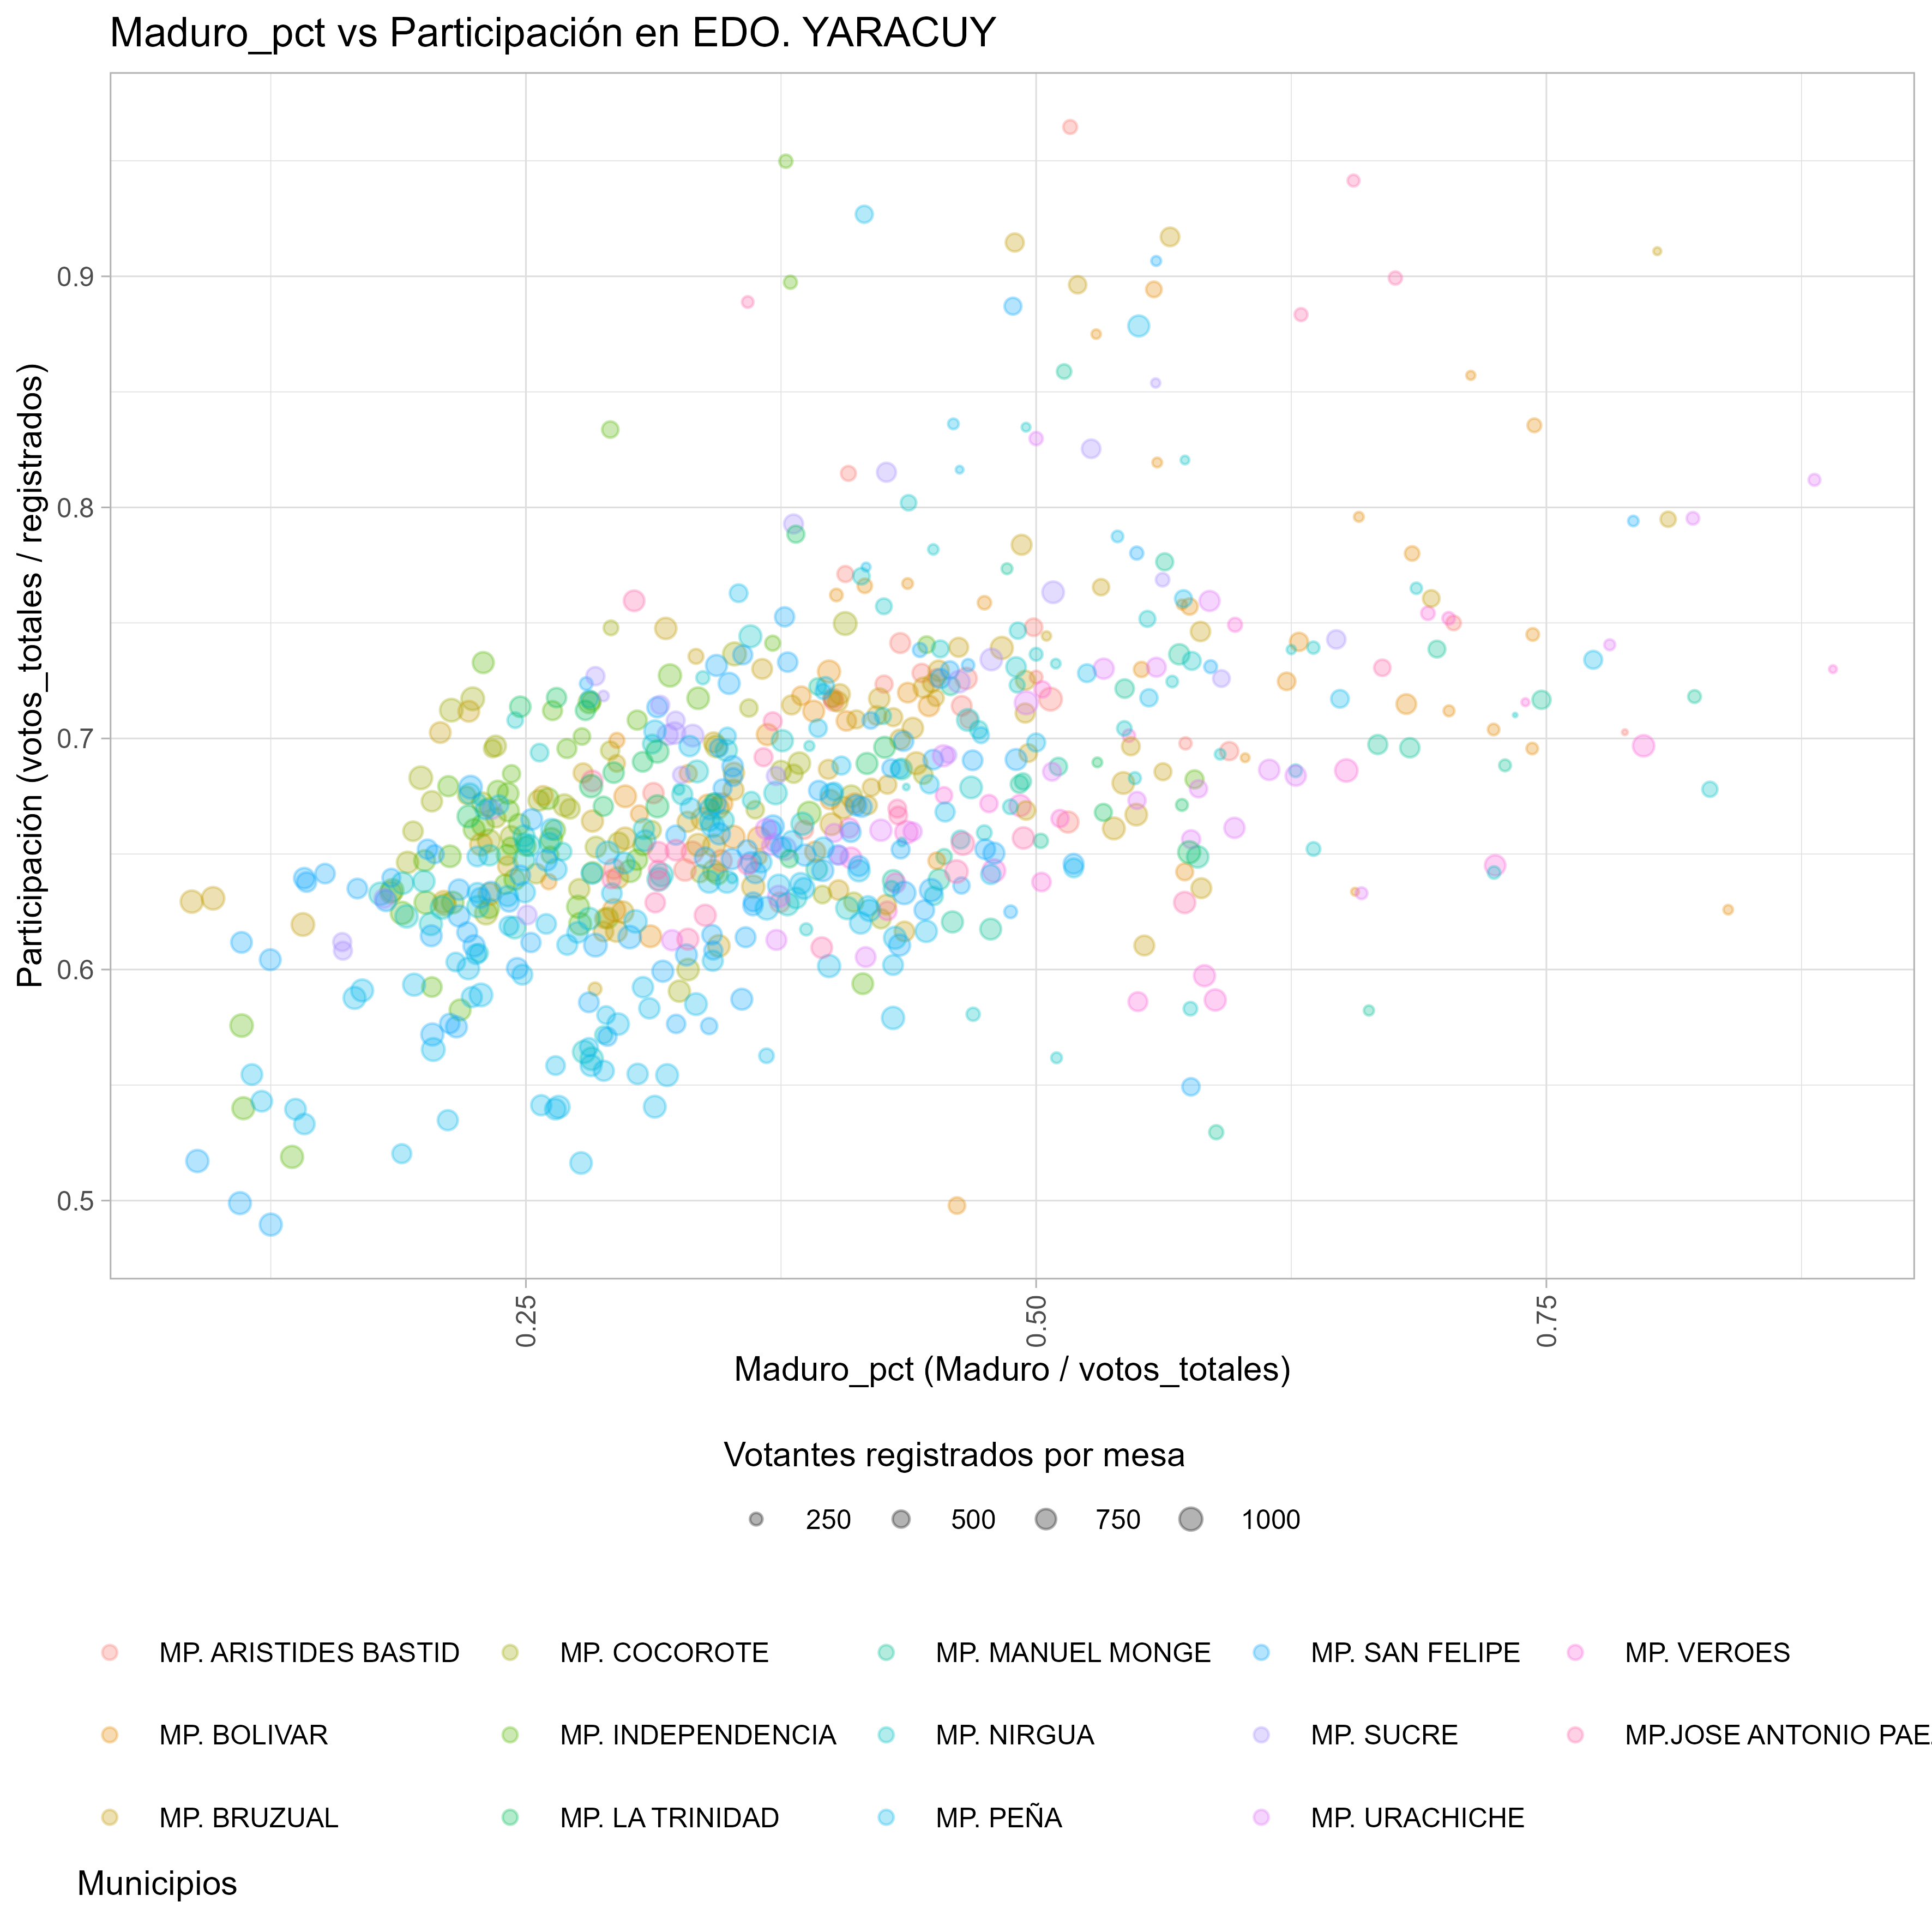 Maduro_pct vs Participación en EDO. YARACUY
Participación (votos_totales / registrados)
0.9
0.8
0.7
0.6
0.5
0.25
0.50
0.75
Maduro_pct (Maduro / votos_totales)
Votantes registrados por mesa
250
500
750
1000
MP. ARISTIDES BASTID
MP. COCOROTE
MP. MANUEL MONGE
MP. SAN FELIPE
MP. VEROES
MP. BOLIVAR
MP. INDEPENDENCIA
MP. NIRGUA
MP. SUCRE
MP.JOSE ANTONIO PAE
MP. BRUZUAL
MP. LA TRINIDAD
MP. PEÑA
MP. URACHICHE
Municipios